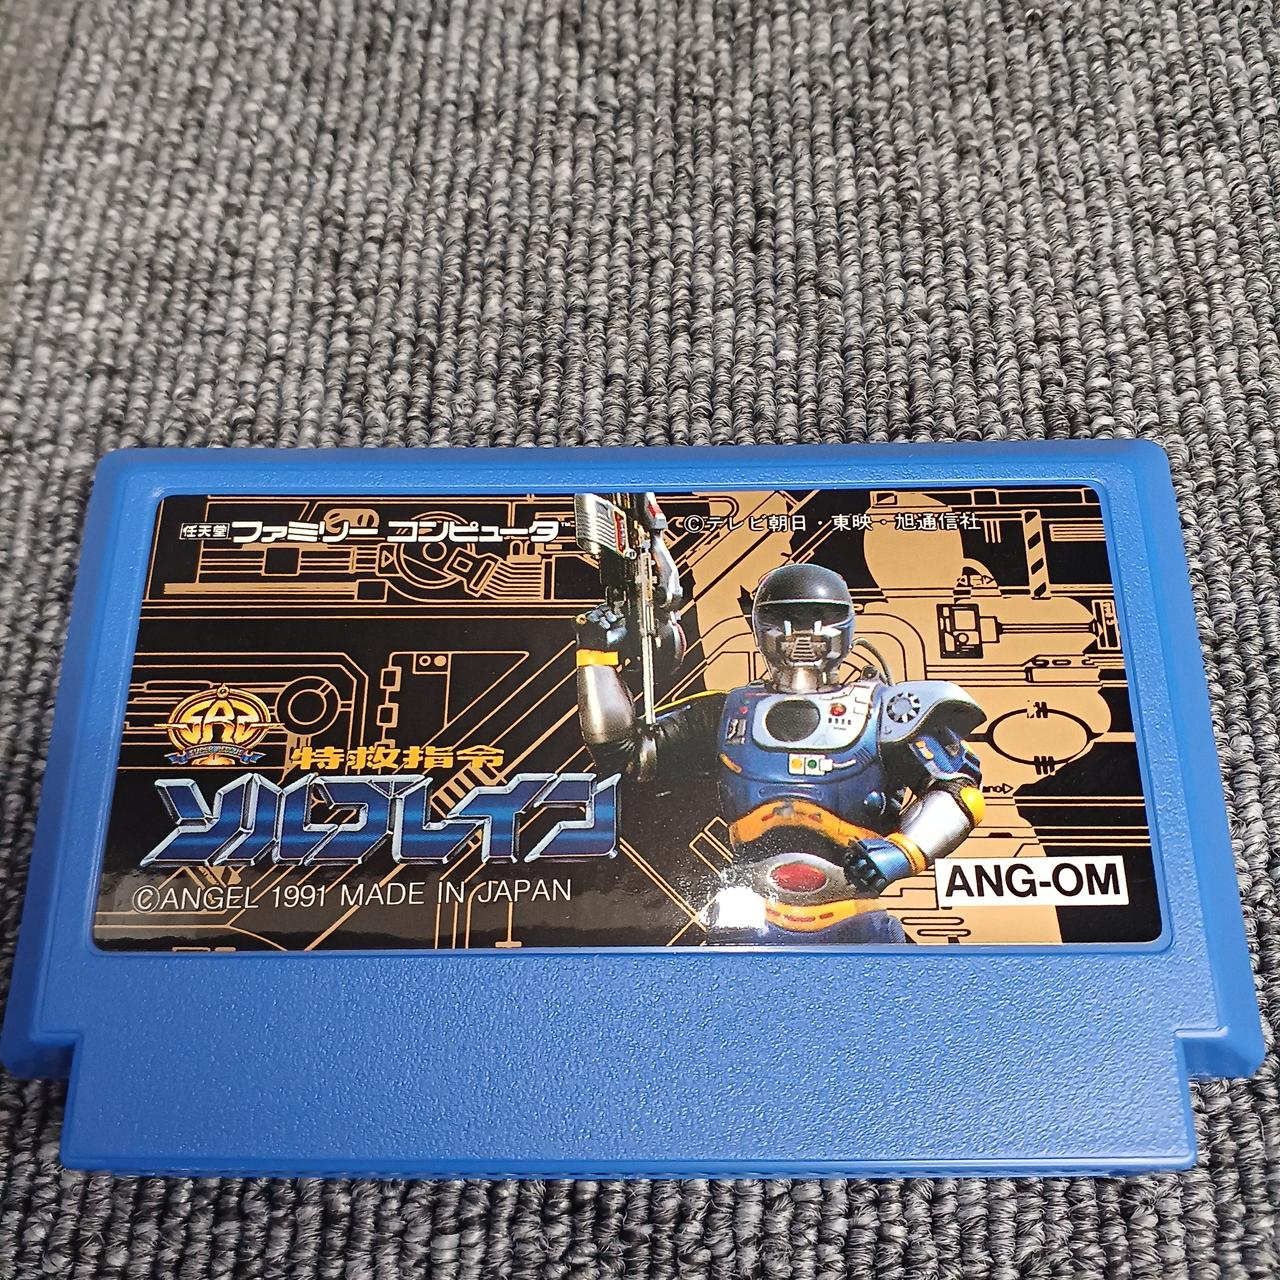 任天堂 ファミリー コンピュータ™
©テレビ朝日・東映・旭通信社
特救指令
ソルブレイン
©ANGEL 1991 MADE IN JAPAN
ANG-OM